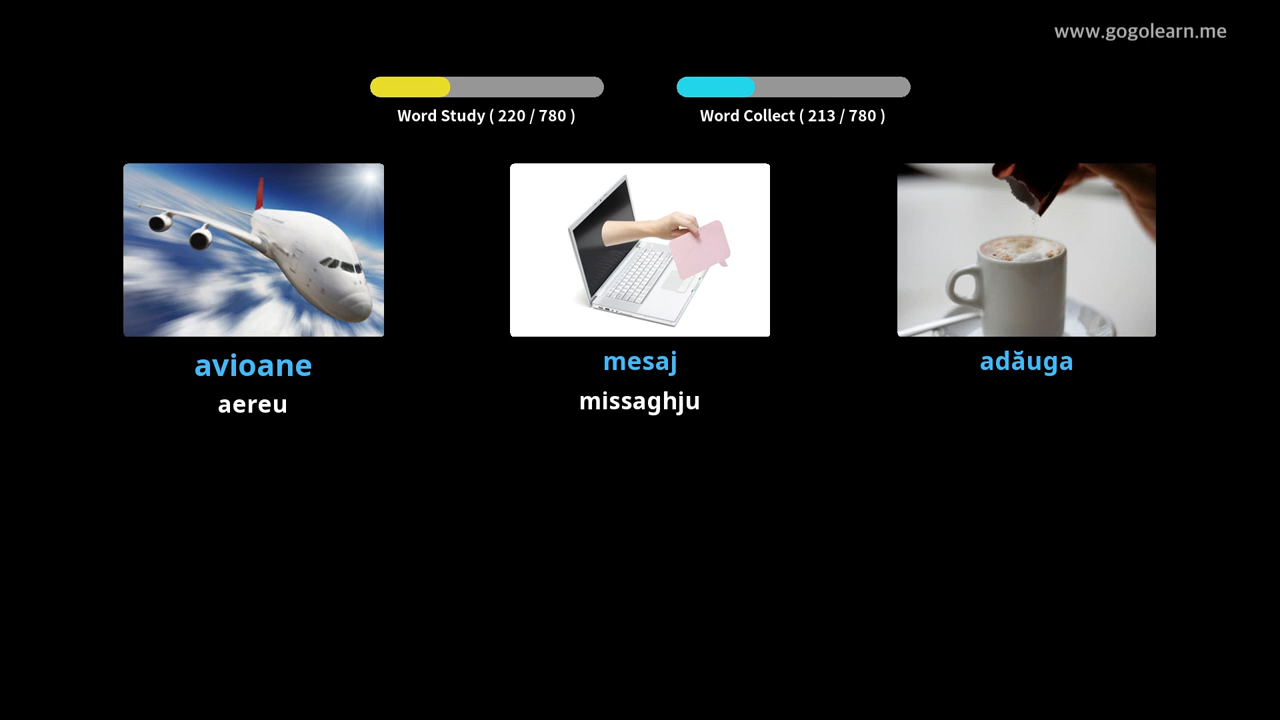 www.gogolearn.me
Word Study ( 220 / 780 )
Word Collect ( 213 / 780 )
avioane
aereu
mesaj
missaghju
adăuga